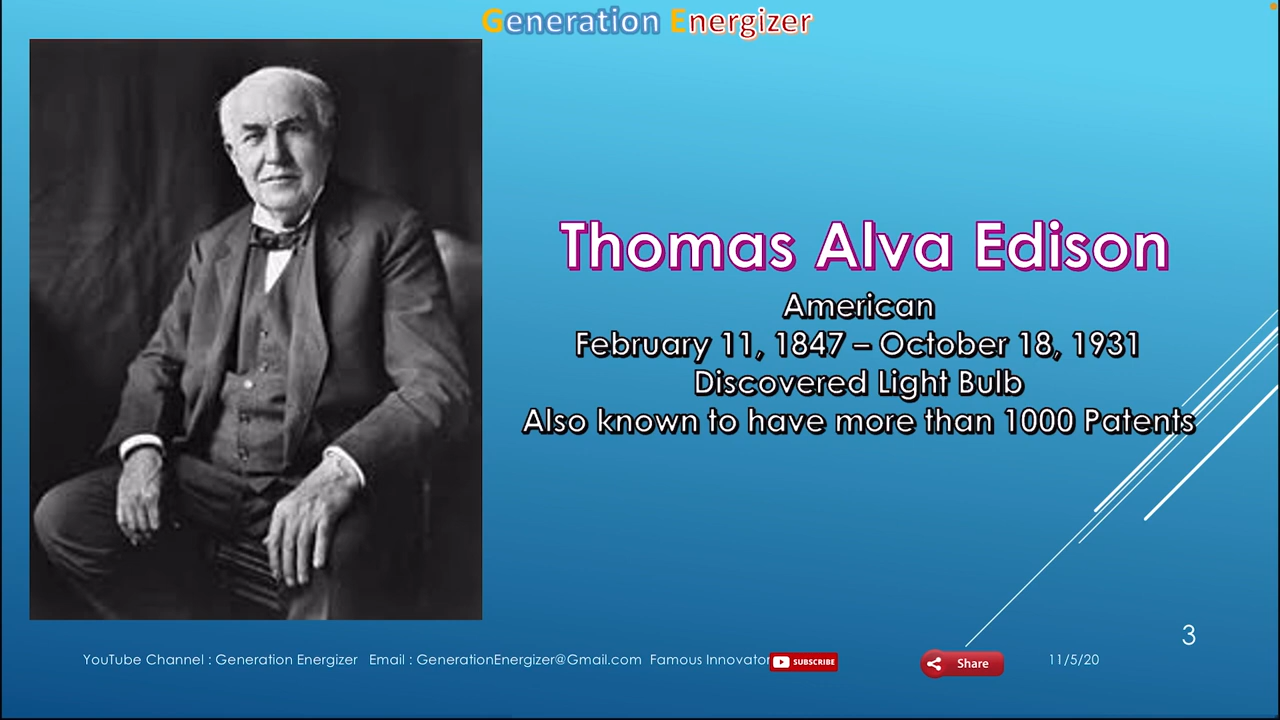 Generation Energizer
Thomas Alva Edison
American
February 11, 1847 – October 18, 1931
Discovered Light Bulb
Also known to have more than 1000 Patents
3
YouTube Channel : Generation Energizer Email : GenerationEnergizer@Gmail.com Famous Innovator SUBSCRIBE Share 11/5/20